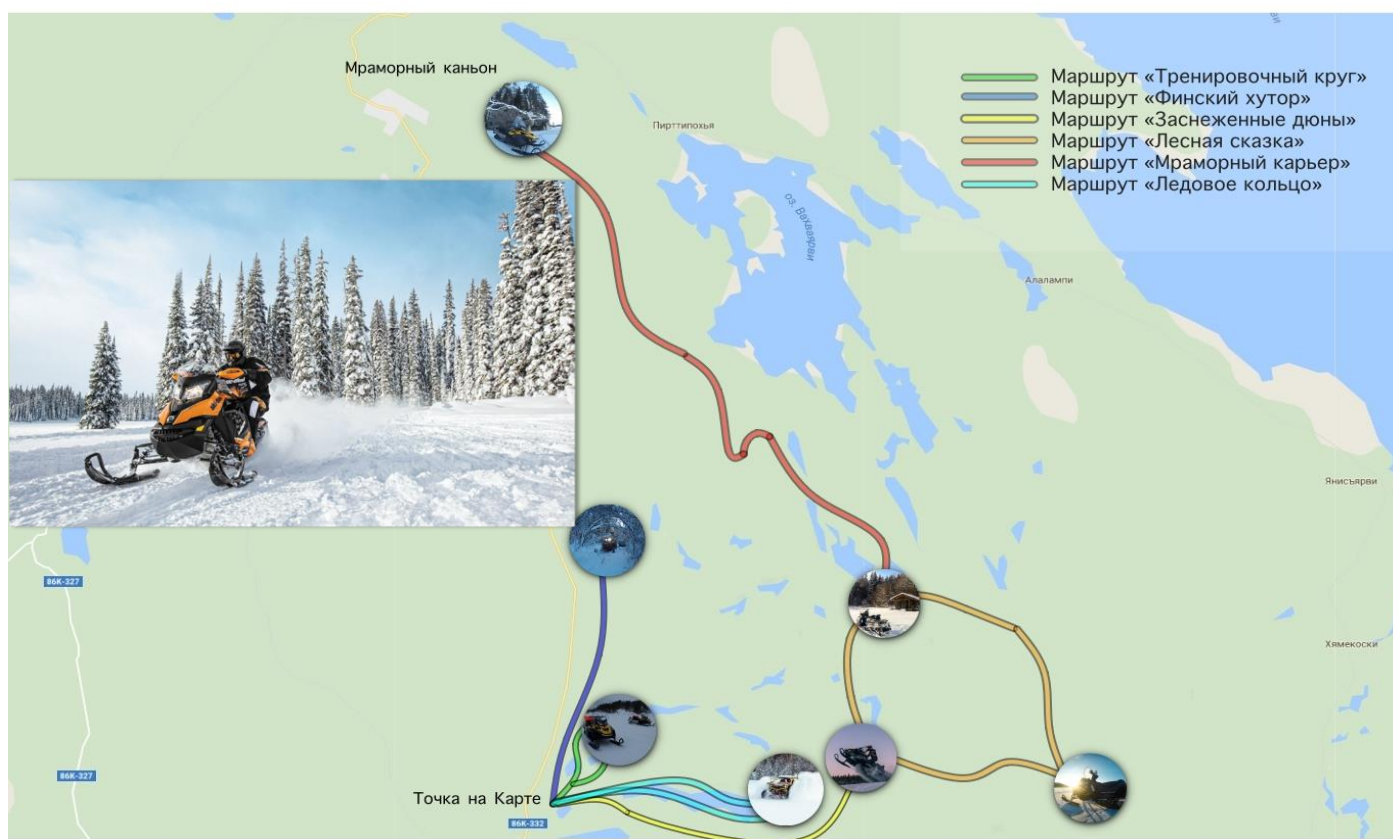 Мраморный каньон
Маршрут «Тренировочный круг»
Маршрут «Финский хутор»
Маршрут «Заснеженные дюны»
Маршрут «Лесная сказка»
Маршрут «Мраморный карьер»
Маршрут «Ледовое кольцо»
Пирттипохья
оз. Вахваярви
Алалампи
Янисъярви
86К-327
Хямекоски
86К-327
Точка на Карте
86К-332